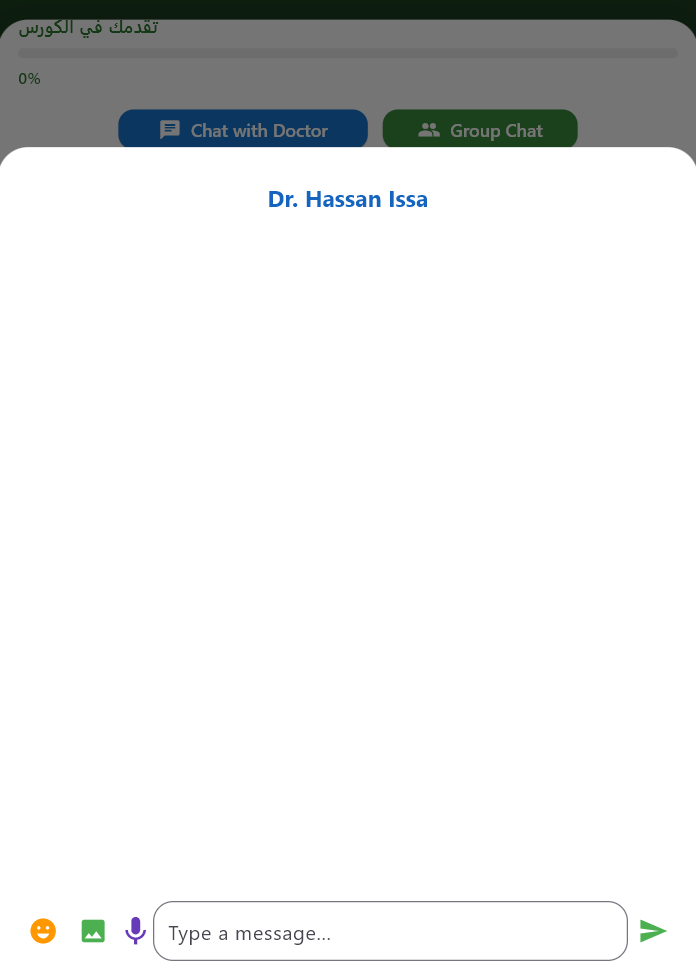 تقدمك في الكورس
0%
Chat with Doctor
Group Chat
Dr. Hassan Issa
Type a message...